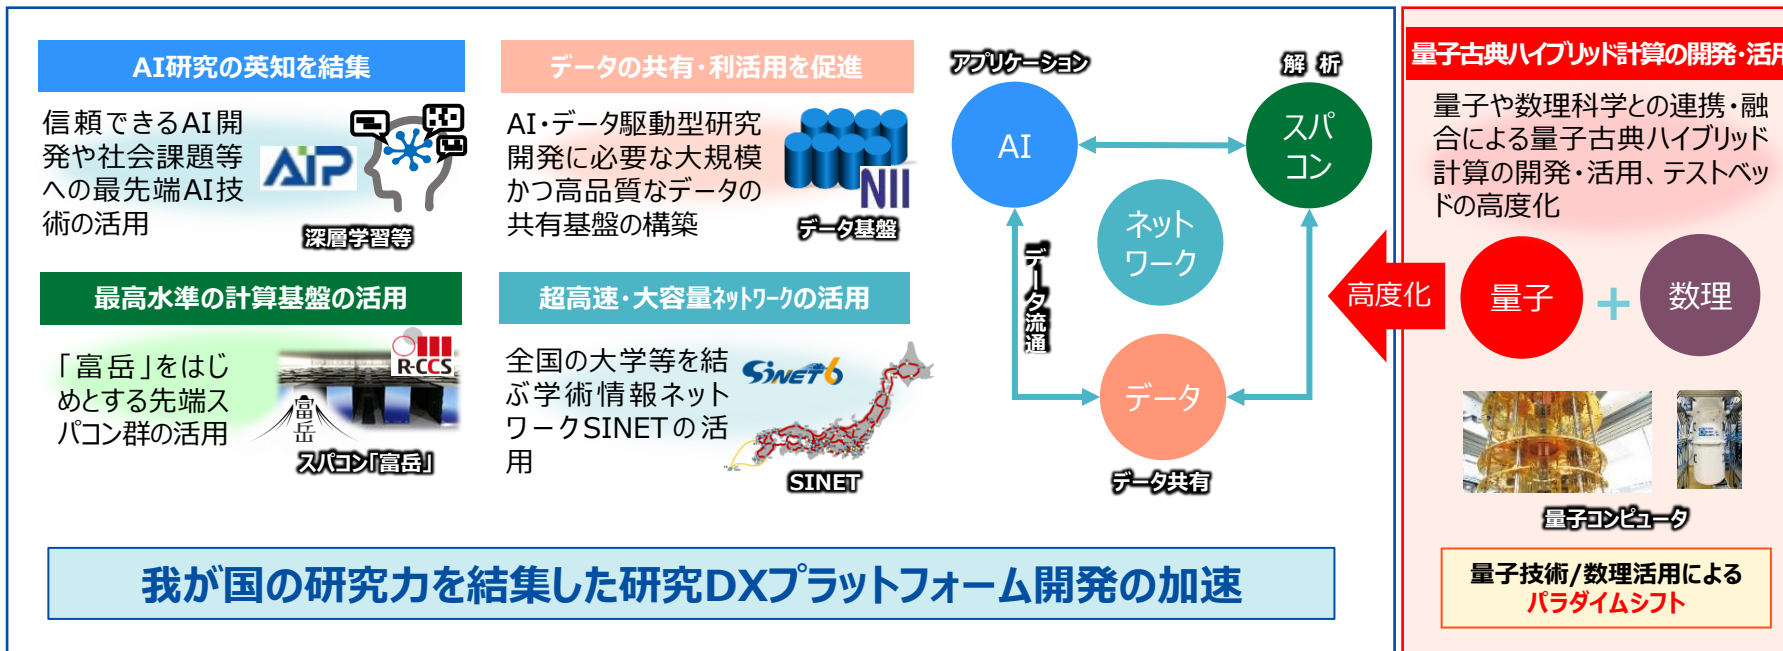 AI研究の英知を結集
信頼できるAI開
発や社会課題等
への最先端AI技
術の活用
AIP
深層学習等
データの共有・利活用を促進
AI・データ駆動型研究
開発に必要な大規模
かつ高品質なデータの
共有基盤の構築
NII
データ基盤
最高水準の計算基盤の活用
「富岳」をはじ
めとする先端ス
パコン群の活用
R-CCS
富岳
スパコン「富岳」
超高速・大容量ネットワークの活用
全国の大学等を結
ぶ学術情報ネット
ワークSINETの活
用
SINET6
SINET
アプリケーション
AI
解 析
スパ
コン
ネット
ワーク
データ流通
データ
データ共有
我が国の研究力を結集した研究DXプラットフォーム開発の加速
高度化
量子古典ハイブリッド計算の開発・活用
量子や数理科学との連携・融
合による量子古典ハイブリッド
計算の開発・活用、テストベッ
ドの高度化
量子
+
数理
量子コンピュータ
量子技術/数理活用による
パラダイムシフト